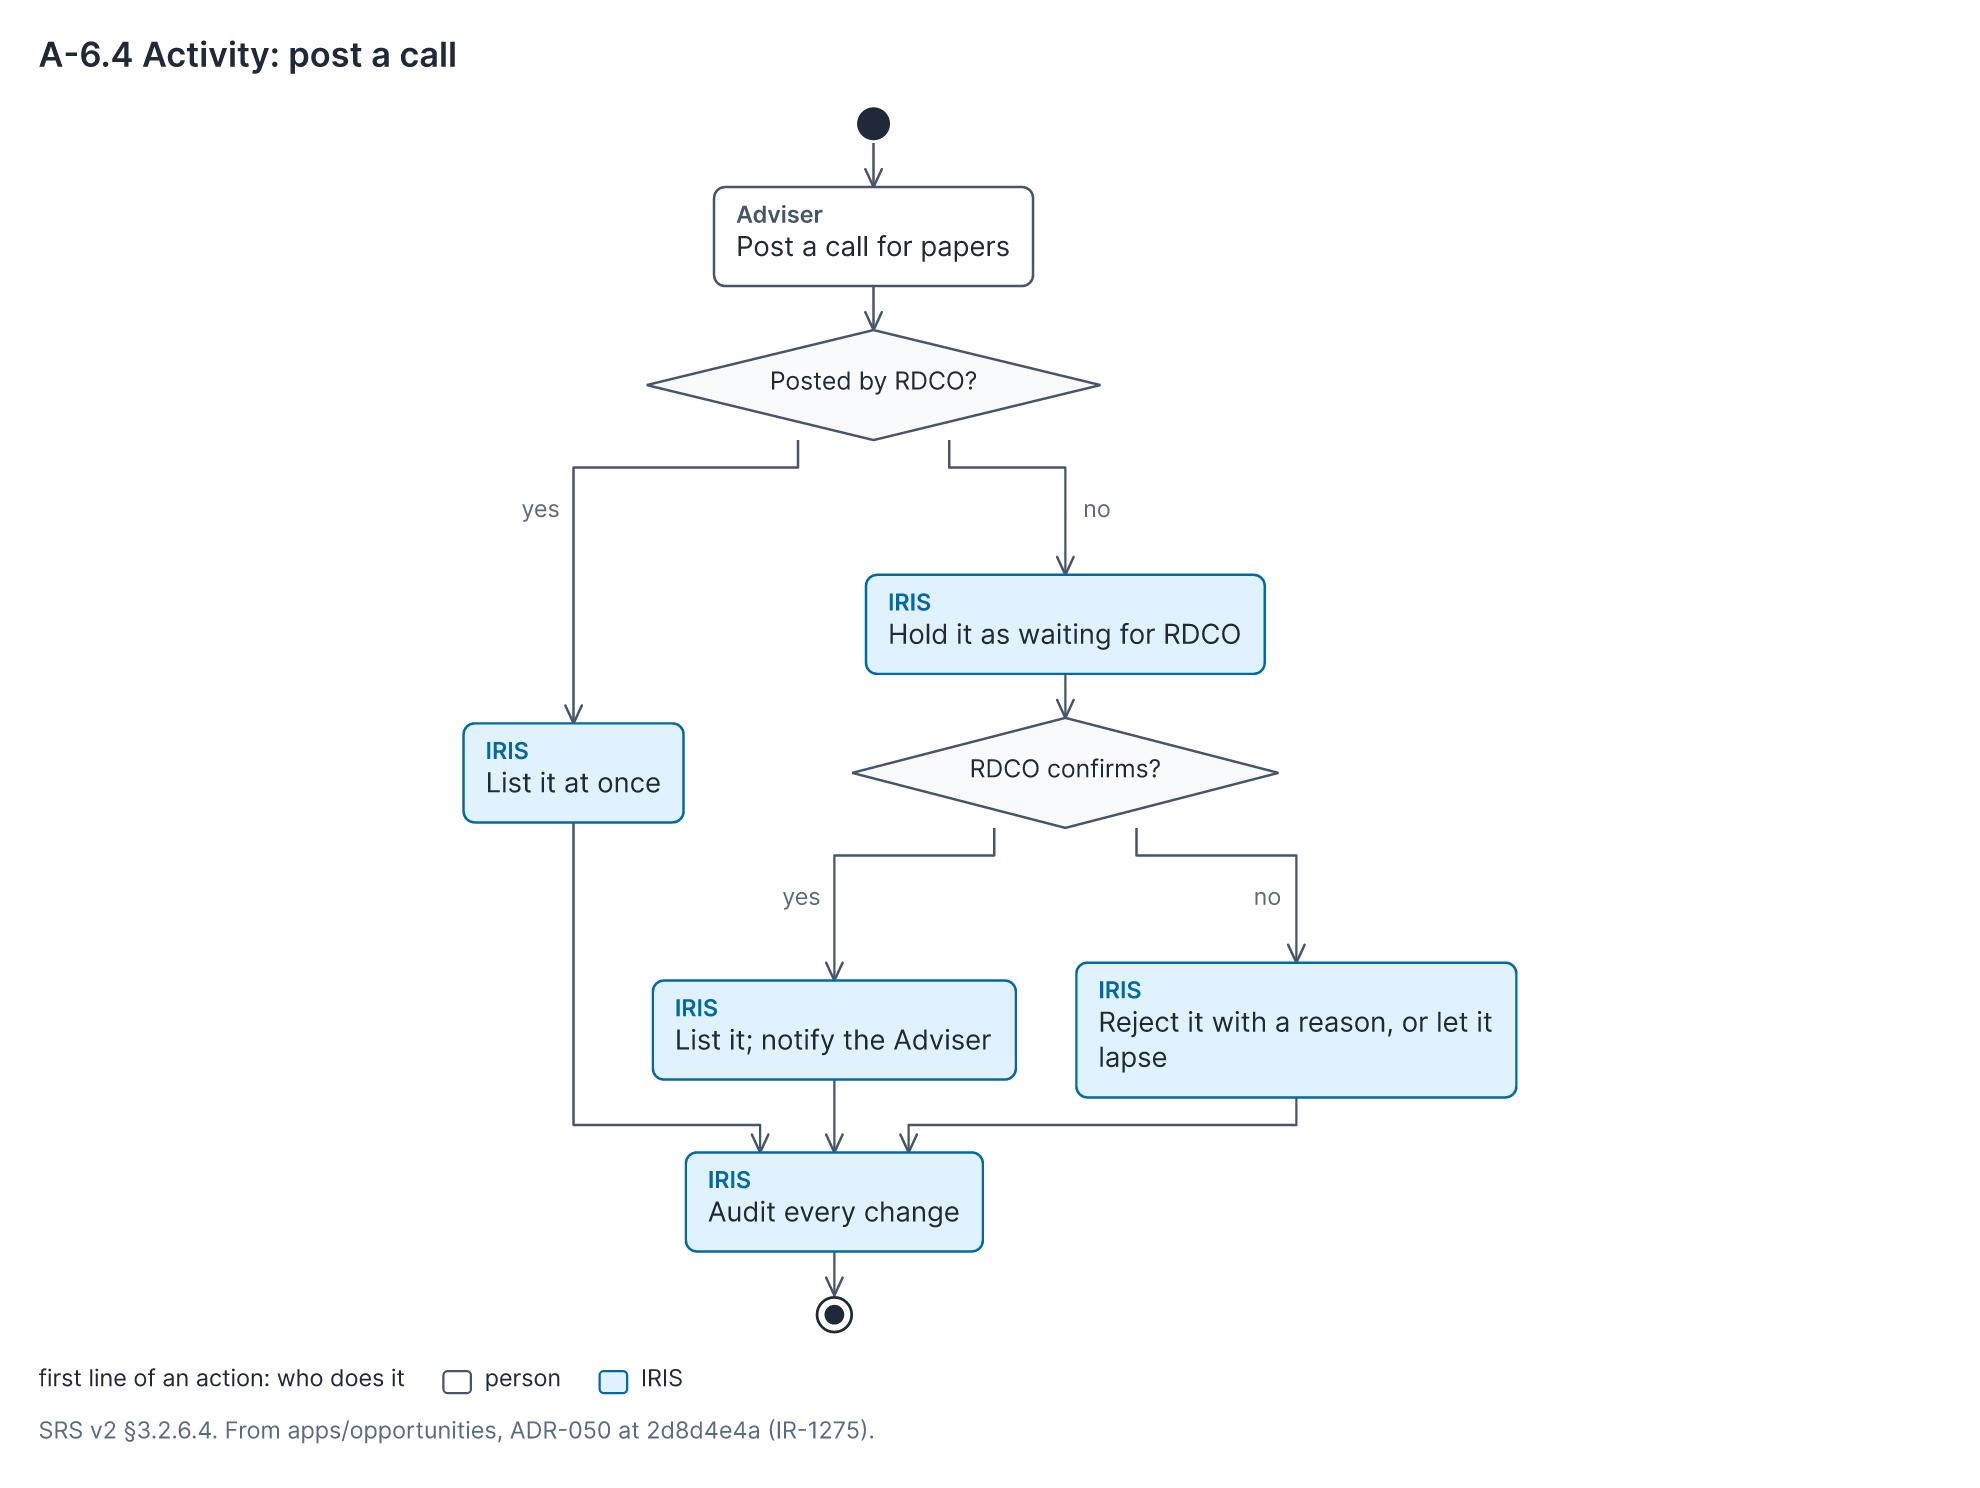 A-6.4 Activity: post a call
Adviser
Post a call for papers
Posted by RDCO?
yes
no
IRIS
Hold it as waiting for RDCO
IRIS
List it at once
RDCO confirms?
yes
no
IRIS
List it; notify the Adviser
IRIS
Reject it with a reason, or let it
lapse
IRIS
Audit every change
first line of an action: who does it
person
IRIS
SRS v2 §3.2.6.4. From apps/opportunities, ADR-050 at 2d8d4e4a (IR-1275).